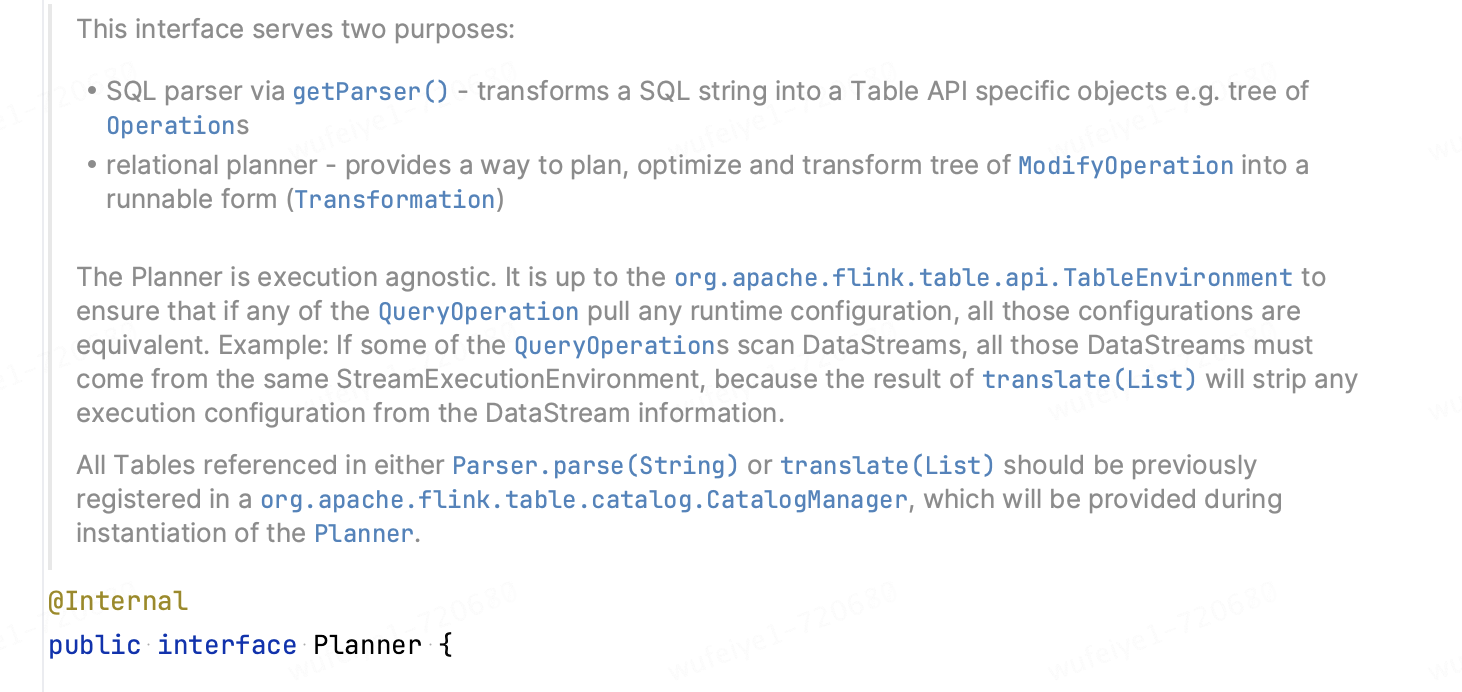 This interface serves two purposes:
• SQL parser via getParser() - transforms a SQL string into a Table API specific objects e.g. tree of
Operations
• relational planner - provides a way to plan, optimize and transform tree of ModifyOperation into a
runnable form (Transformation)
The Planner is execution agnostic. It is up to the org.apache.flink.table.api.TableEnvironment to
ensure that if any of the QueryOperation pull any runtime configuration, all those configurations are
equivalent. Example: If some of the QueryOperations scan DataStreams, all those DataStreams must
come from the same StreamExecutionEnvironment, because the result of translate(List) will strip any
execution configuration from the DataStream information.
All Tables referenced in either Parser.parse(String) or translate(List) should be previously
registered in a org.apache.flink.table.catalog.CatalogManager, which will be provided during
instantiation of the Planner.
@Internal
public interface Planner {